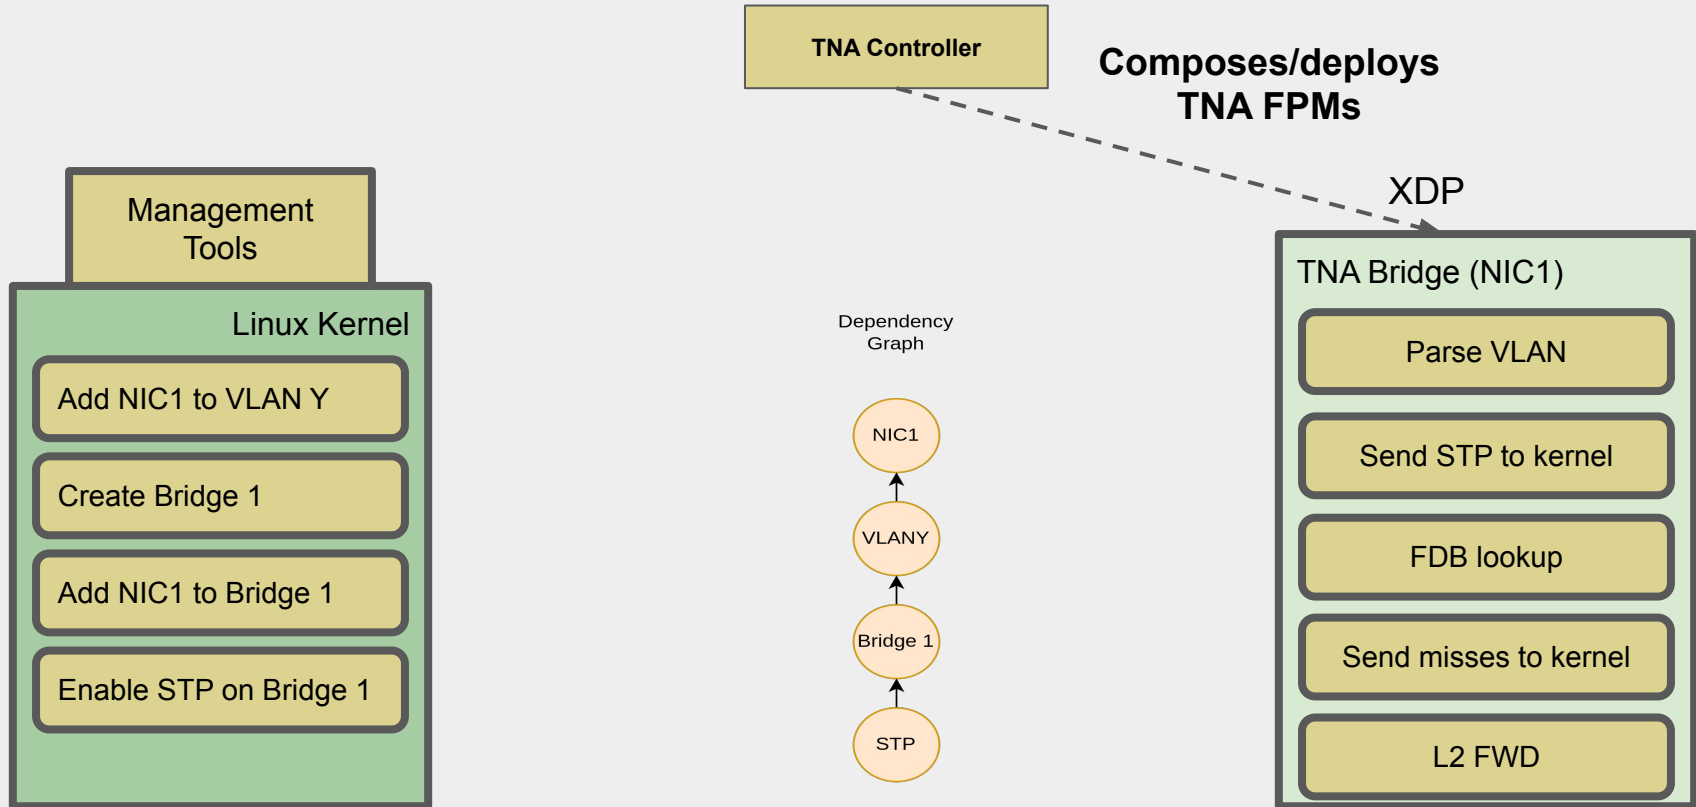 TNA Controller
Composes/deploys
TNA FPMs
XDP
Management
Tools
Linux Kernel
Add NIC1 to VLAN Y
Create Bridge 1
Add NIC1 to Bridge 1
Enable STP on Bridge 1
Dependency
Graph
NIC1
VLANY
Bridge 1
STP
TNA Bridge (NIC1)
Parse VLAN
Send STP to kernel
FDB lookup
Send misses to kernel
L2 FWD